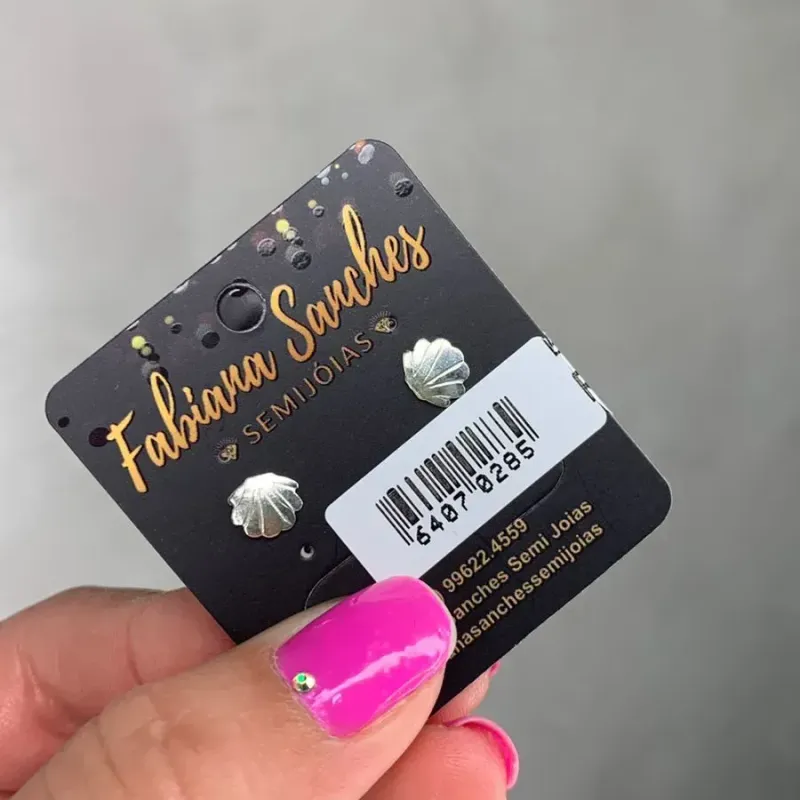 Fabiana Sanches
SEMIJÓIAS
6407 0285
99622.4559
anches Semi Joias
nasanchessemijoias